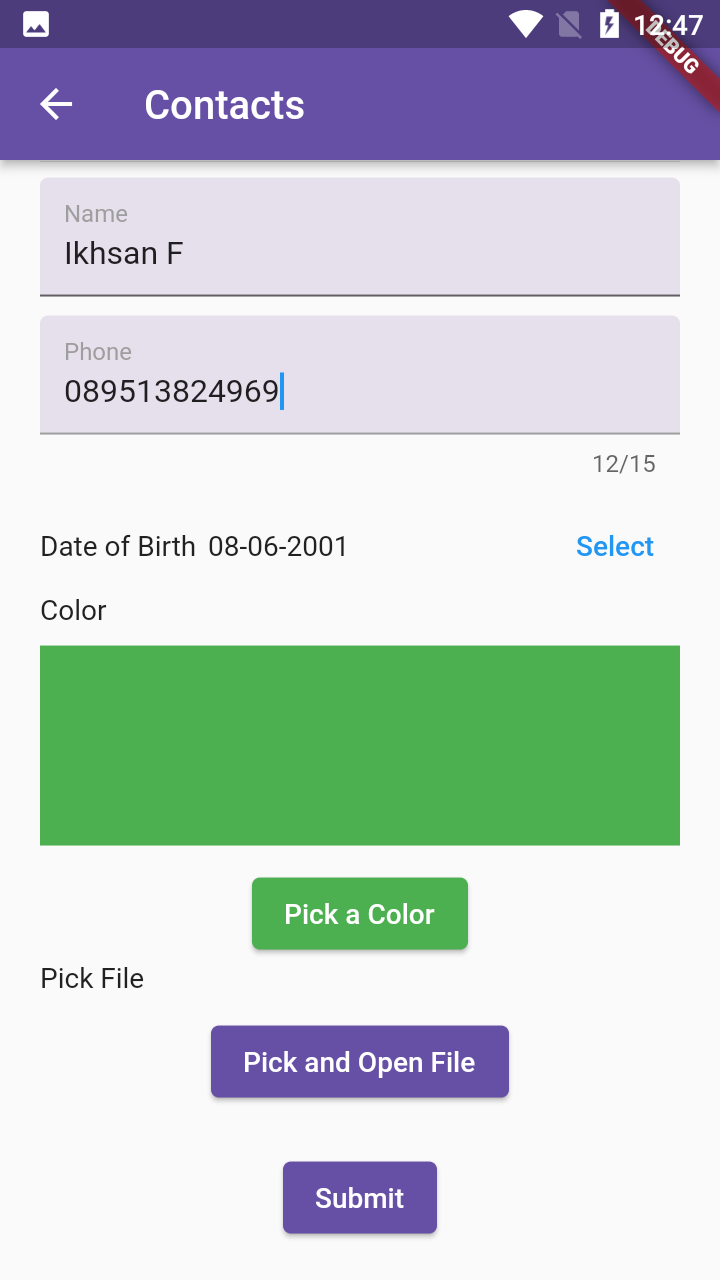 12:47
DEBUG
Contacts
Name
Ikhsan F
Phone
089513824969
12/15
Date of Birth 08-06-2001 Select
Color
Pick a Color
Pick File
Pick and Open File
Submit